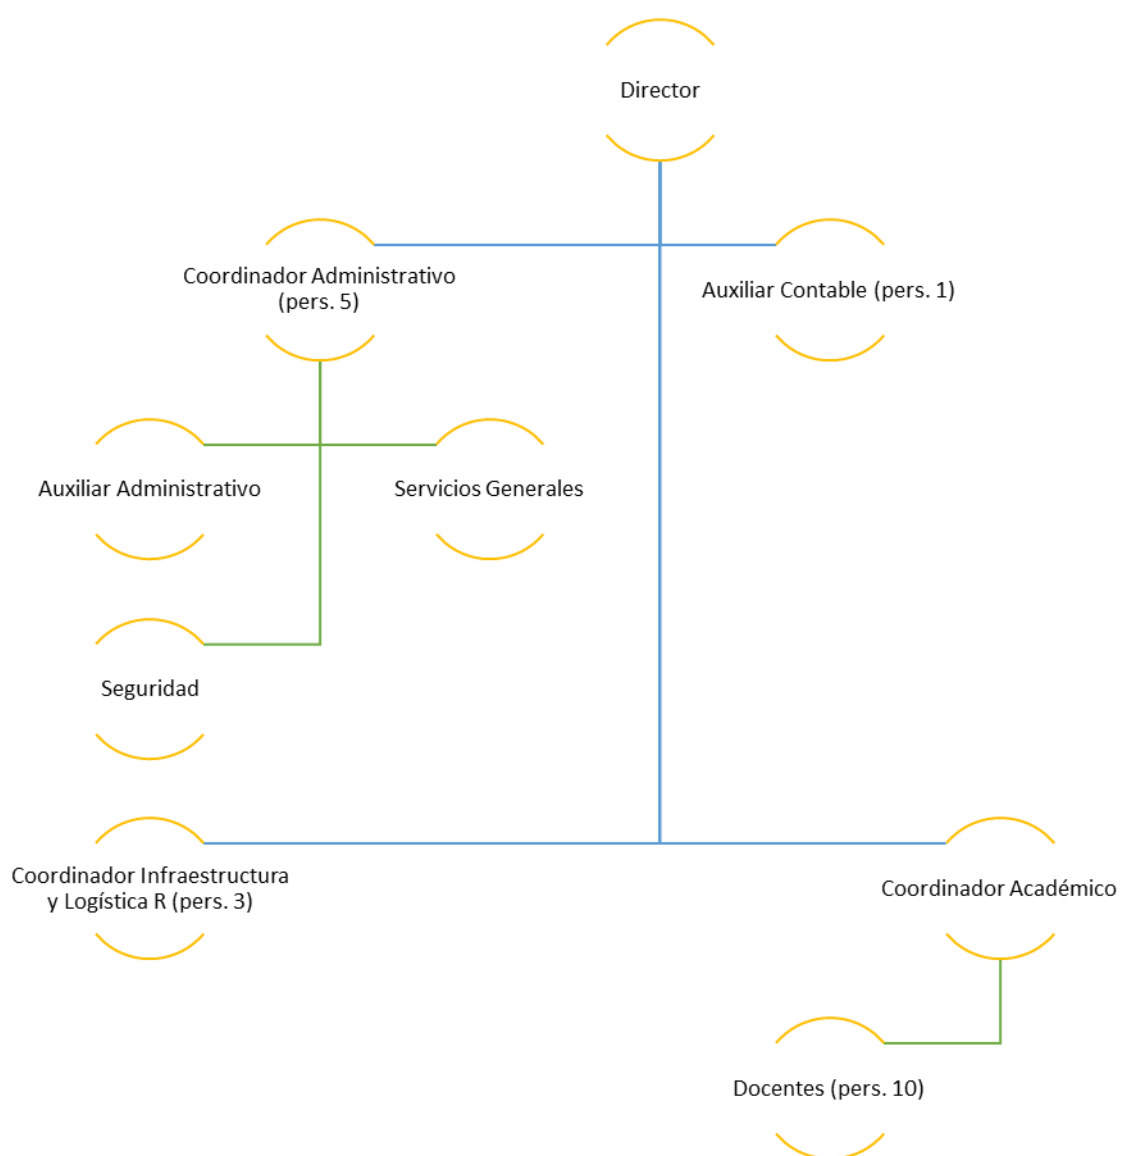 Director
Coordinador Administrativo
(pers. 5)
Auxiliar Contable (pers. 1)
Auxiliar Administrativo
Servicios Generales
Seguridad
Coordinador Infraestructura
y Logística R (pers. 3)
Coordinador Académico
Docentes (pers. 10)